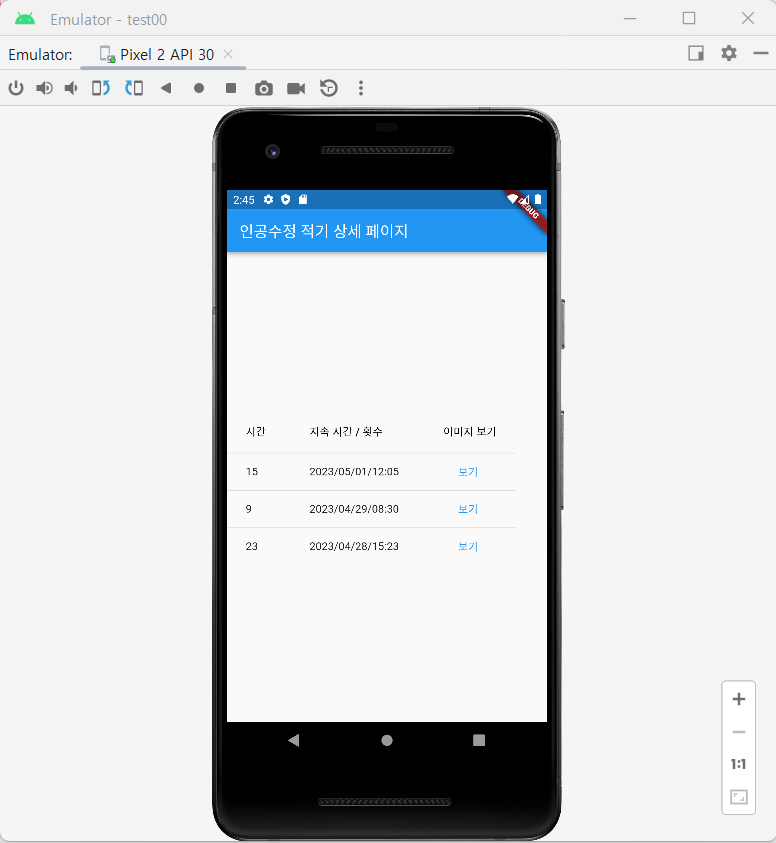 Emulator - test00
Emulator: Pixel 2 API 30
2:45
DEBUG
인공수정 적기 상세 페이지
시간 지속 시간 / 횟수 이미지 보기
15 2023/05/01/12:05 보기
9 2023/04/29/08:30 보기
23 2023/04/28/15:23 보기
1:1